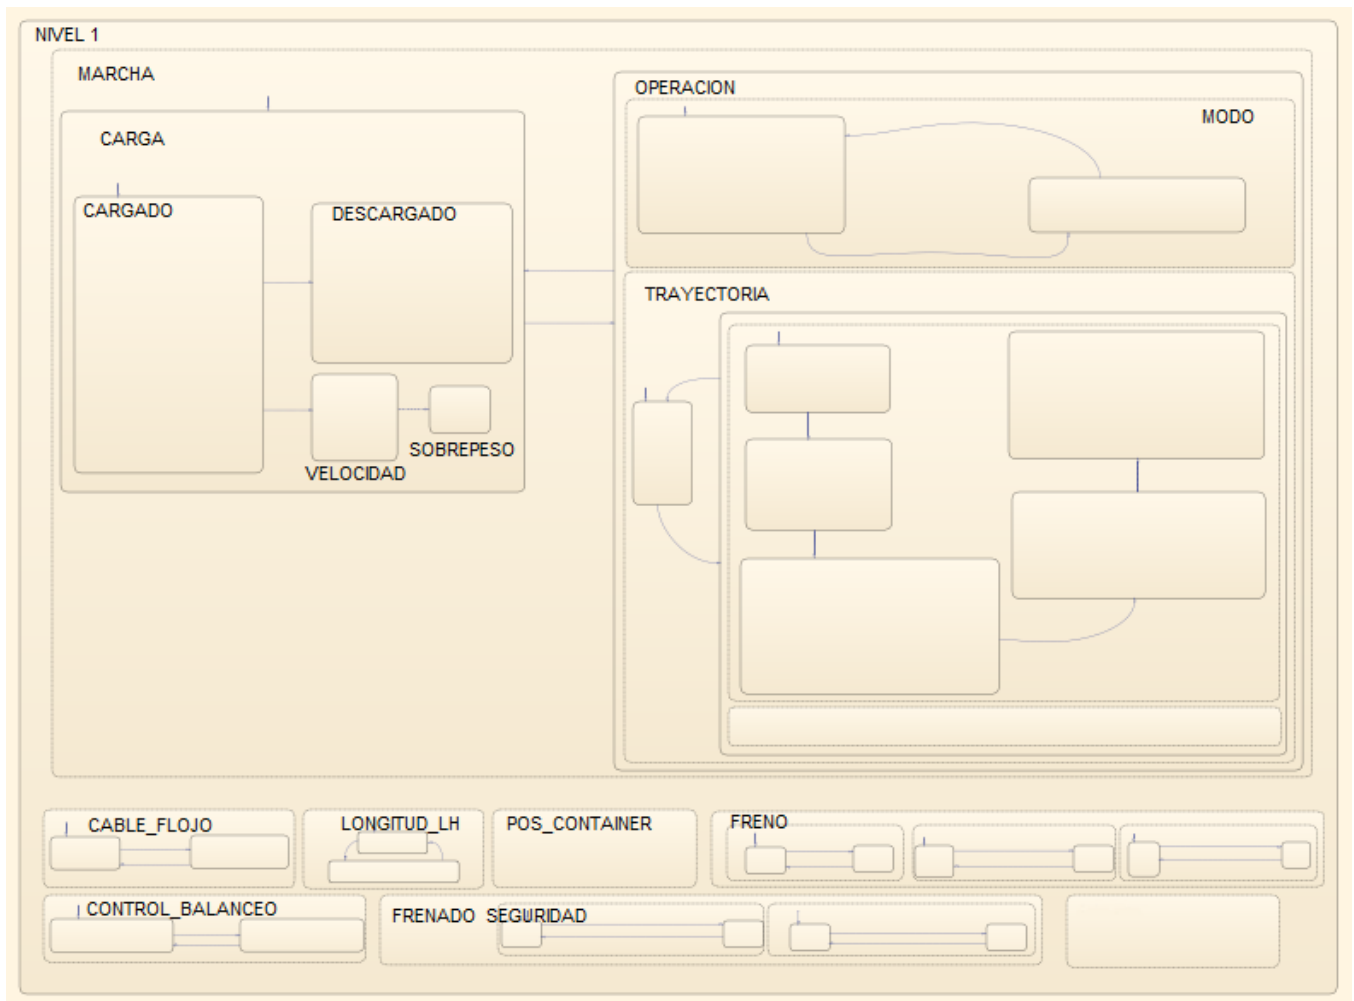 NIVEL 1
MARCHA
OPERACION
MODO
CARGA
CARGADO
DESCARGADO
TRAYECTORIA
SOBREPESO
VELOCIDAD
CABLE_FLOJO
LONGITUD_LH
POS_CONTAINER
FRENO
CONTROL_BALANCEO
FRENADO SEGURIDAD